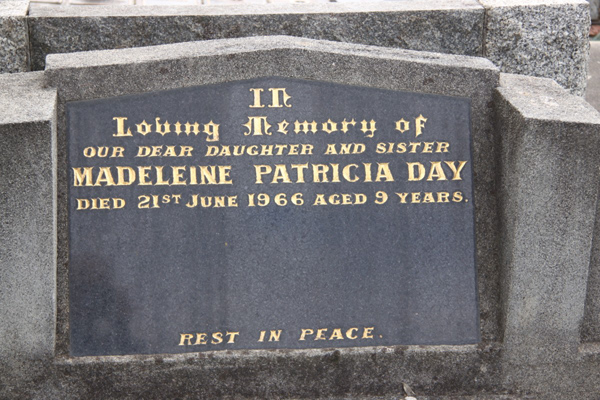 In
Loving Memory of
OUR DEAR DAUGHTER AND SISTER
MADELEINE PATRICIA DAY
DIED 21ST JUNE 1966 AGED 9 YEARS.
REST IN PEACE.